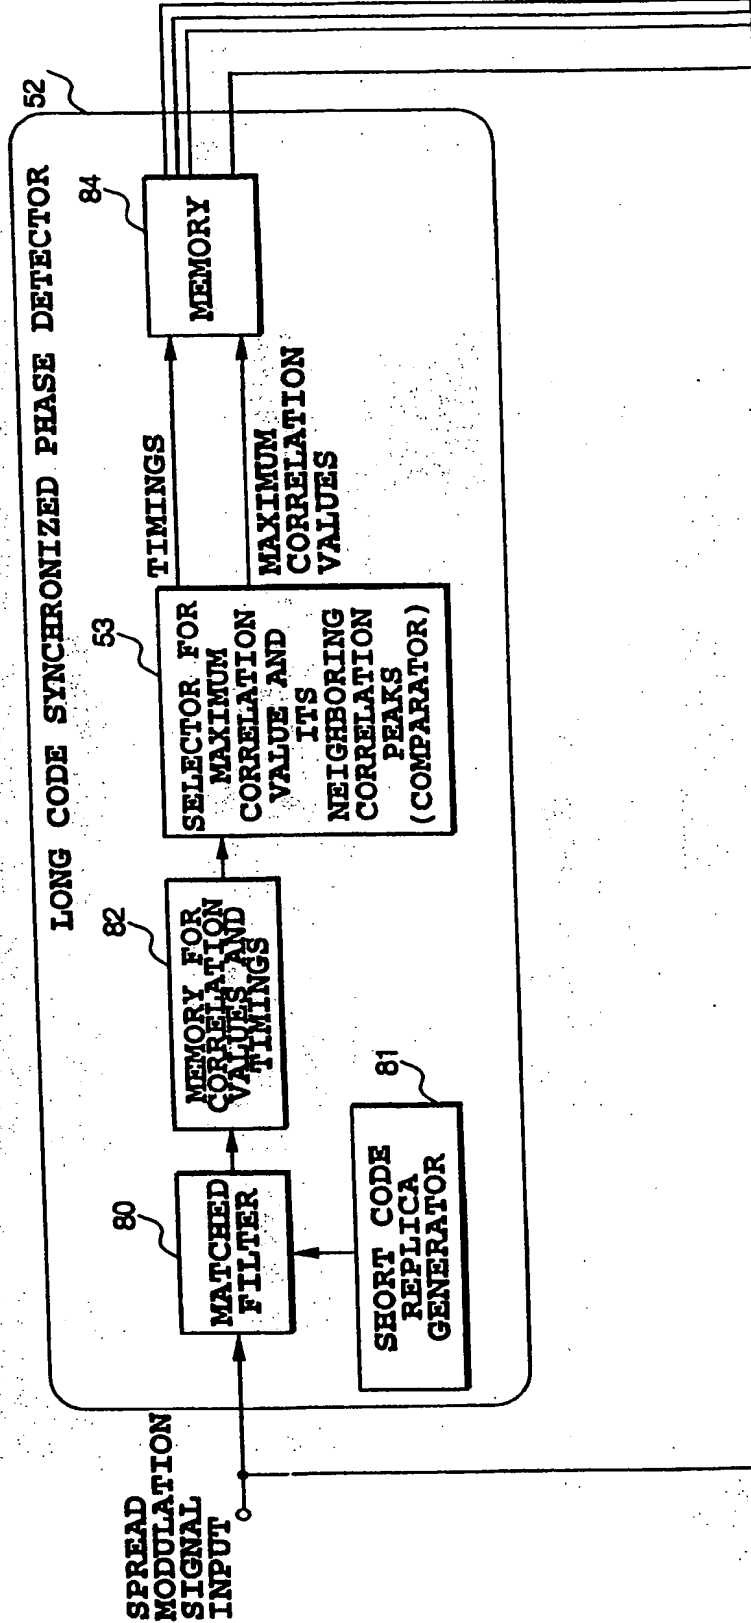 LONG CODE SYNCHRONIZED PHASE DETECTOR
52
SPREAD
MODULATION
SIGNAL
INPUT
80
MATCHED
FILTER
81
SHORT CODE
REPLICA
GENERATOR
82
MEMORY FOR
CORRELATION
VALUES AND
TIMINGS
53
SELECTOR FOR
MAXIMUM
CORRELATION
VALUE AND
ITS
NEIGHBORING
CORRELATION
PEAKS
(COMPARATOR)
TIMINGS
MAXIMUM
CORRELATION
VALUES
84
MEMORY